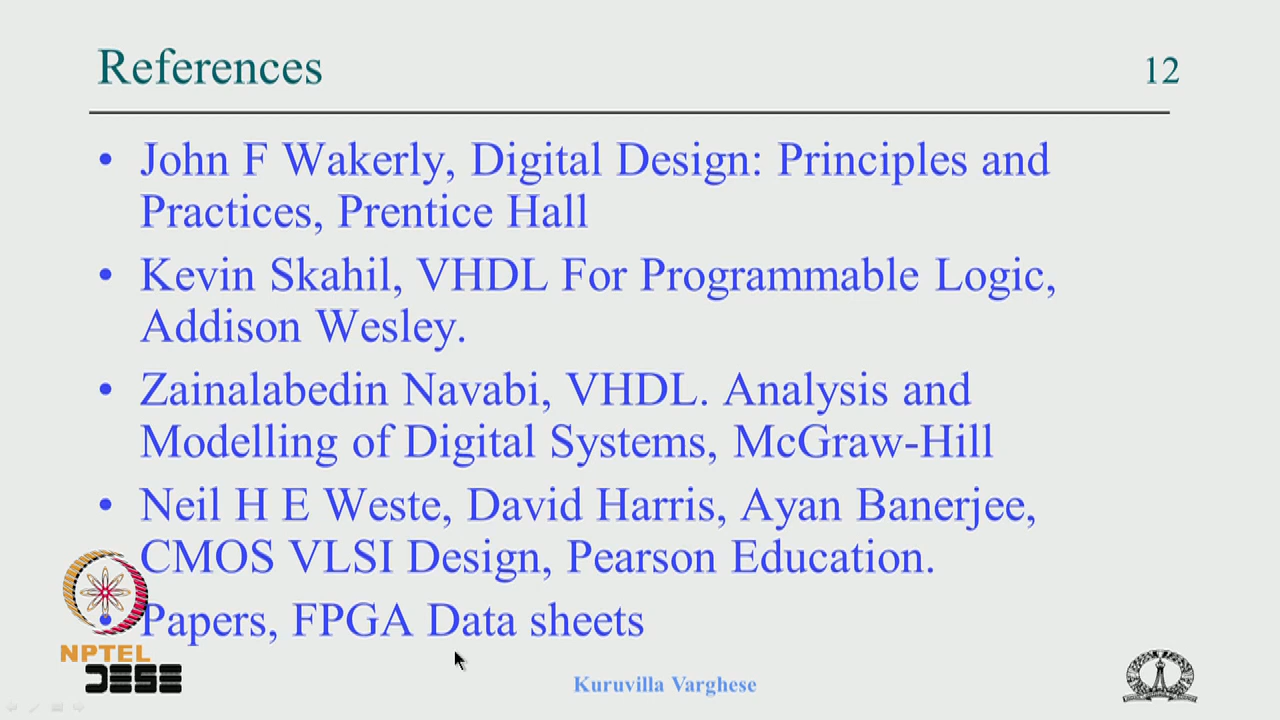 References
12
• John F Wakerly, Digital Design: Principles and
Practices, Prentice Hall
• Kevin Skahil, VHDL For Programmable Logic,
Addison Wesley.
• Zainalabedin Navabi, VHDL. Analysis and
Modelling of Digital Systems, McGraw-Hill
• Neil H E Weste, David Harris, Ayan Banerjee,
CMOS VLSI Design, Pearson Education.
• Papers, FPGA Data sheets
NPTEL
DESE
Kuruvilla Varghese